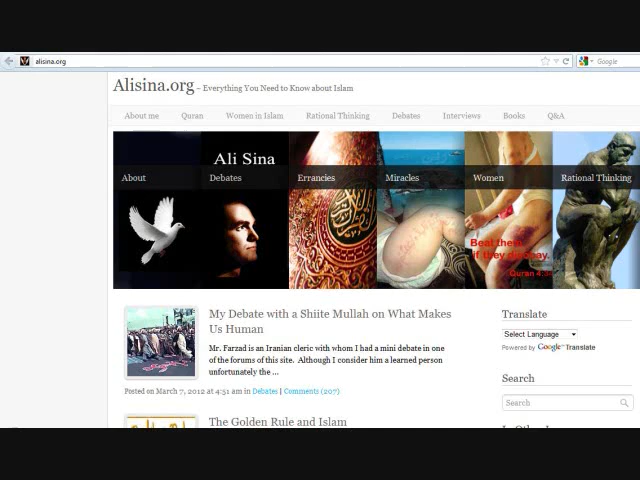 alisina.org
Google
Alisina.org – Everything You Need to Know about Islam
About me Quran Women in Islam Rational Thinking Debates Interviews Books Q&A
Ali Sina
About Debates Errancies Miracles Women Rational Thinking
Beat them
if they disobey.
Quran 4:
My Debate with a Shiite Mullah on What Makes
Us Human
Mr. Farzad is an Iranian cleric with whom I had a mini debate in one
of the forums of this site. Although I consider him a learned person
unfortunately the ...
Posted on March 7, 2012 at 4:51 am in Debates | Comments (207)
The Golden Rule and Islam
Translate
Select Language
Powered by Google™ Translate
Search
Search